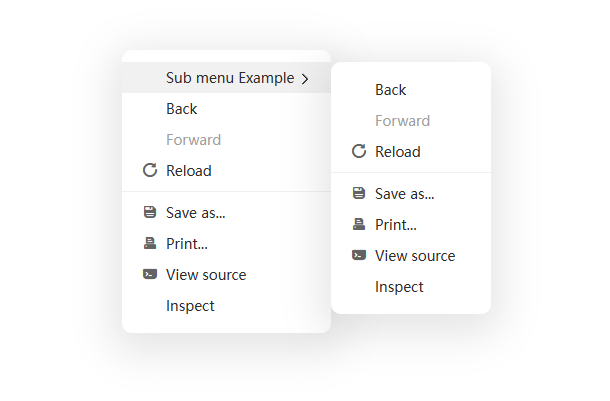 Sub menu Example
Back
Forward
Reload
Save as...
Print...
View source
Inspect
Back
Forward
Reload
Save as...
Print...
View source
Inspect